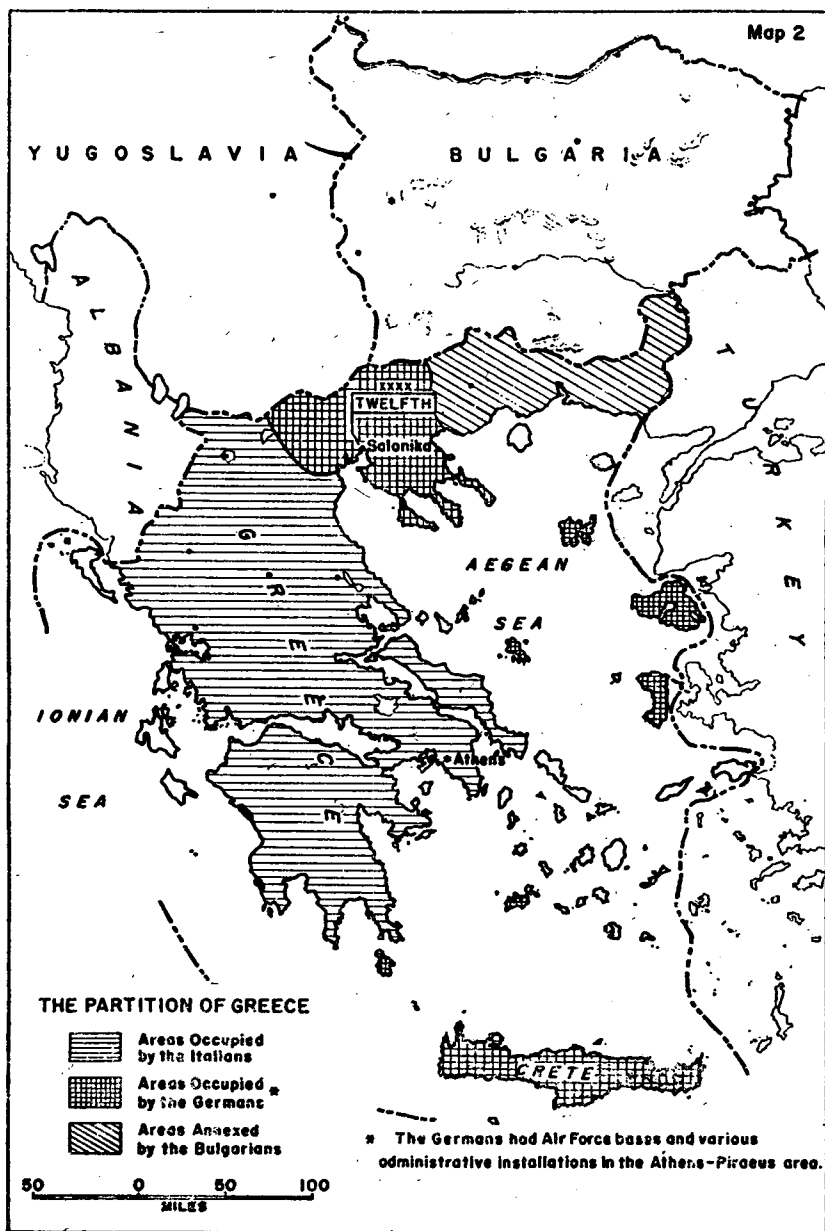 Map 2
YUGOSLAVIA
BULGARIA
ALBANIA
TURKEY
XXXX
TWELFTH
Salonika
GREECE
AEGEAN
SEA
IONIAN
SEA
Athens
CRETE
THE PARTITION OF GREECE
Areas Occupied
by the Italians
Areas Occupied
by the Germans *
Areas Annexed
by the Bulgarians
* The Germans had Air Force bases and various
administrative installations in the Athens-Piraeus area.
50 0 50 100
MILES